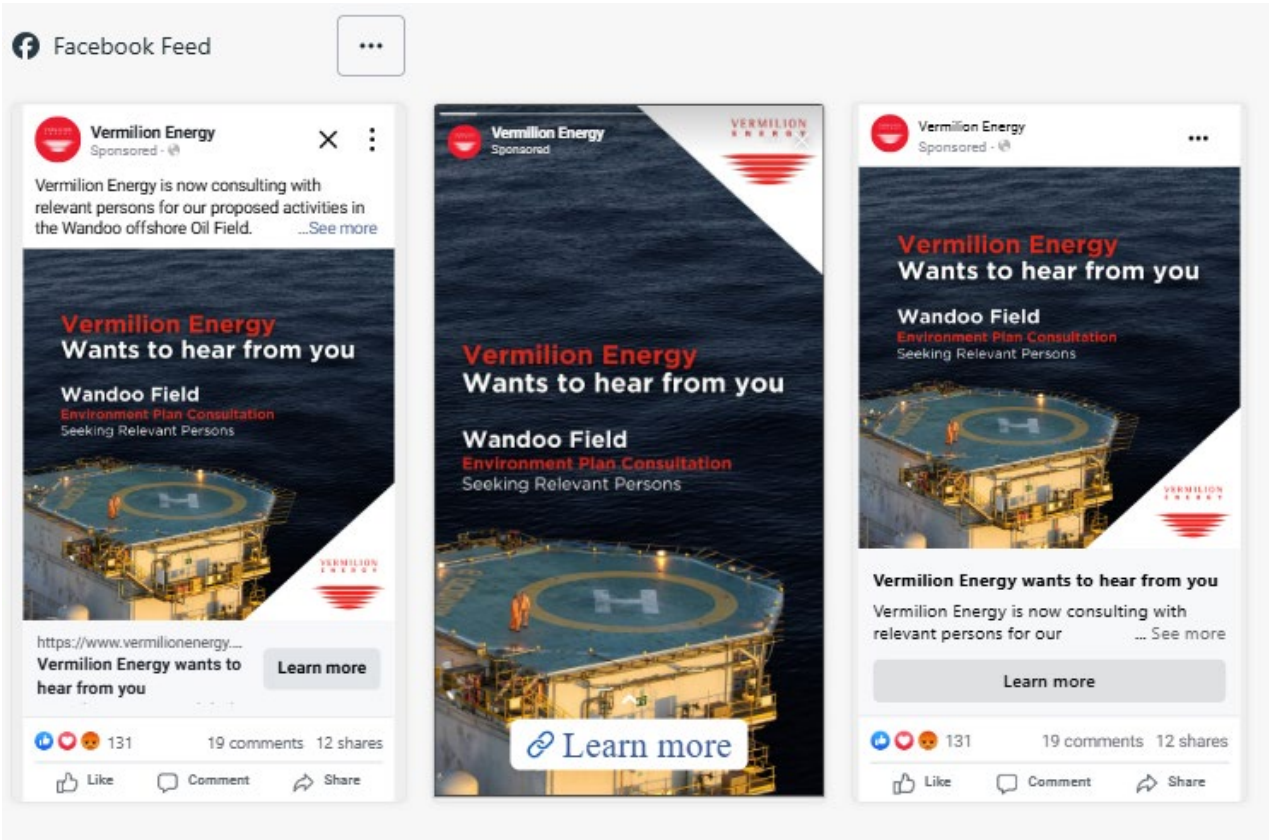 Facebook Feed
Vermilion Energy
Sponsored ·
Vermilion Energy is now consulting with
relevant persons for our proposed activities in
the Wandoo offshore Oil Field. ...See more
Vermilion Energy
Wants to hear from you
Wandoo Field
Environment Plan Consultation
Seeking Relevant Persons
H
VERMILION
ENERGY
https://www.vermilionenergy....
Vermilion Energy wants to
hear from you
Learn more
131 19 comments 12 shares
Like Comment Share
Vermilion Energy
Sponsored
VERMILION
ENERGY
Vermilion Energy
Wants to hear from you
Wandoo Field
Environment Plan Consultation
Seeking Relevant Persons
H
Learn more
Vermilion Energy
Sponsored ·
Vermilion Energy
Wants to hear from you
Wandoo Field
Environment Plan Consultation
Seeking Relevant Persons
H
VERMILION
ENERGY
Vermilion Energy wants to hear from you
Vermilion Energy is now consulting with
relevant persons for our ... See more
Learn more
131 19 comments 12 shares
Like Comment Share